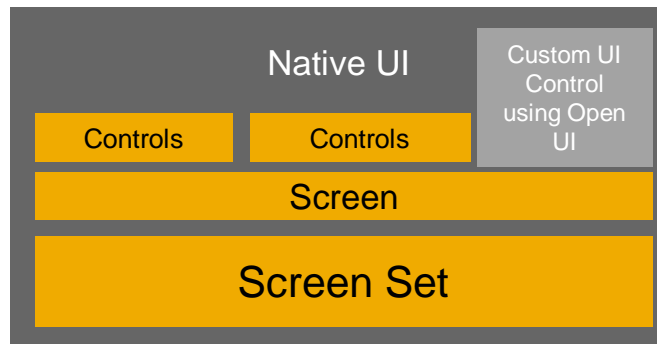 Native UI
Custom UI
Control
using Open
UI
Controls
Controls
Screen
Screen Set